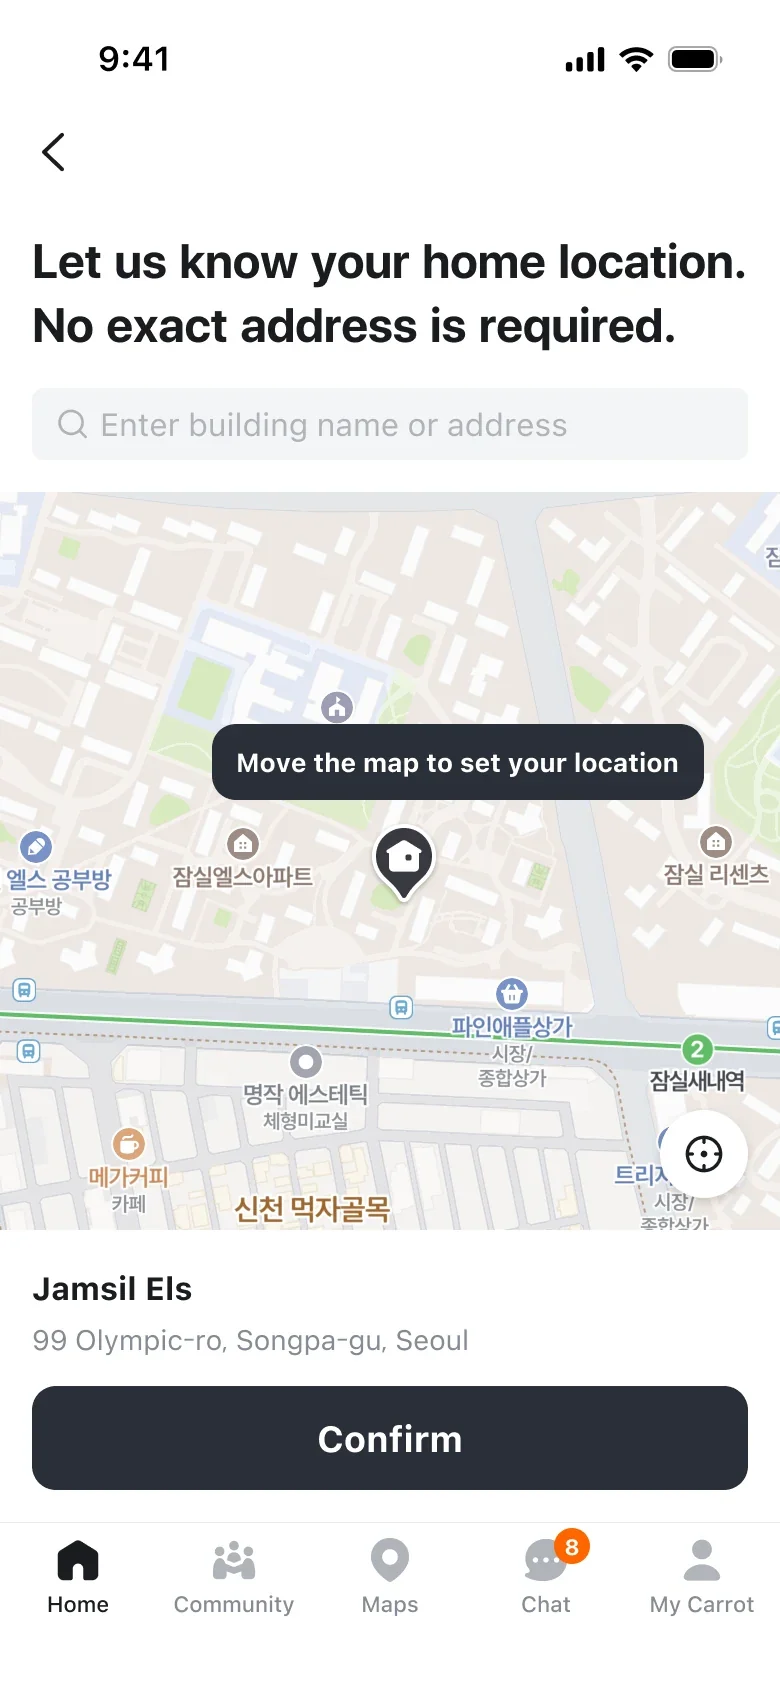 9:41
Let us know your home location.
No exact address is required.
Enter building name or address
Move the map to set your location
엘스 공부방
공부방
잠실엘스아파트
잠실 리센츠
파인애플상가
시장/
종합상가
2
잠실새내역
명작 에스테틱
체형미교실
메가커피
카페
신천 먹자골목
시장/
종합상가
Jamsil Els
99 Olympic-ro, Songpa-gu, Seoul
Confirm
8
Home
Community
Maps
Chat
My Carrot